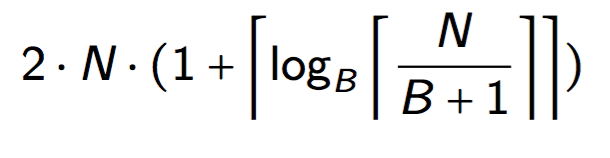 2 · N · (1 + ⌈log_B ⌈N / (B + 1)⌉⌉)